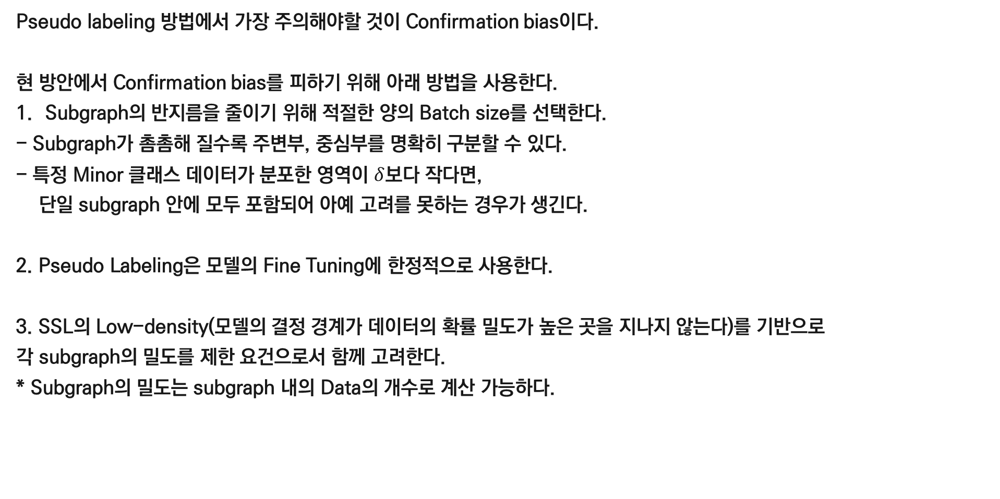 Pseudo labeling 방법에서 가장 주의해야할 것이 Confirmation bias이다.
현 방안에서 Confirmation bias를 피하기 위해 아래 방법을 사용한다.
1. Subgraph의 반지름을 줄이기 위해 적절한 양의 Batch size를 선택한다.
- Subgraph가 촘촘해 질수록 주변부, 중심부를 명확히 구분할 수 있다.
- 특정 Minor 클래스 데이터가 분포한 영역이 δ보다 작다면,
단일 subgraph 안에 모두 포함되어 아예 고려를 못하는 경우가 생긴다.
2. Pseudo Labeling은 모델의 Fine Tuning에 한정적으로 사용한다.
3. SSL의 Low-density(모델의 결정 경계가 데이터의 확률 밀도가 높은 곳을 지나지 않는다)를 기반으로
각 subgraph의 밀도를 제한 요건으로서 함께 고려한다.
* Subgraph의 밀도는 subgraph 내의 Data의 개수로 계산 가능하다.